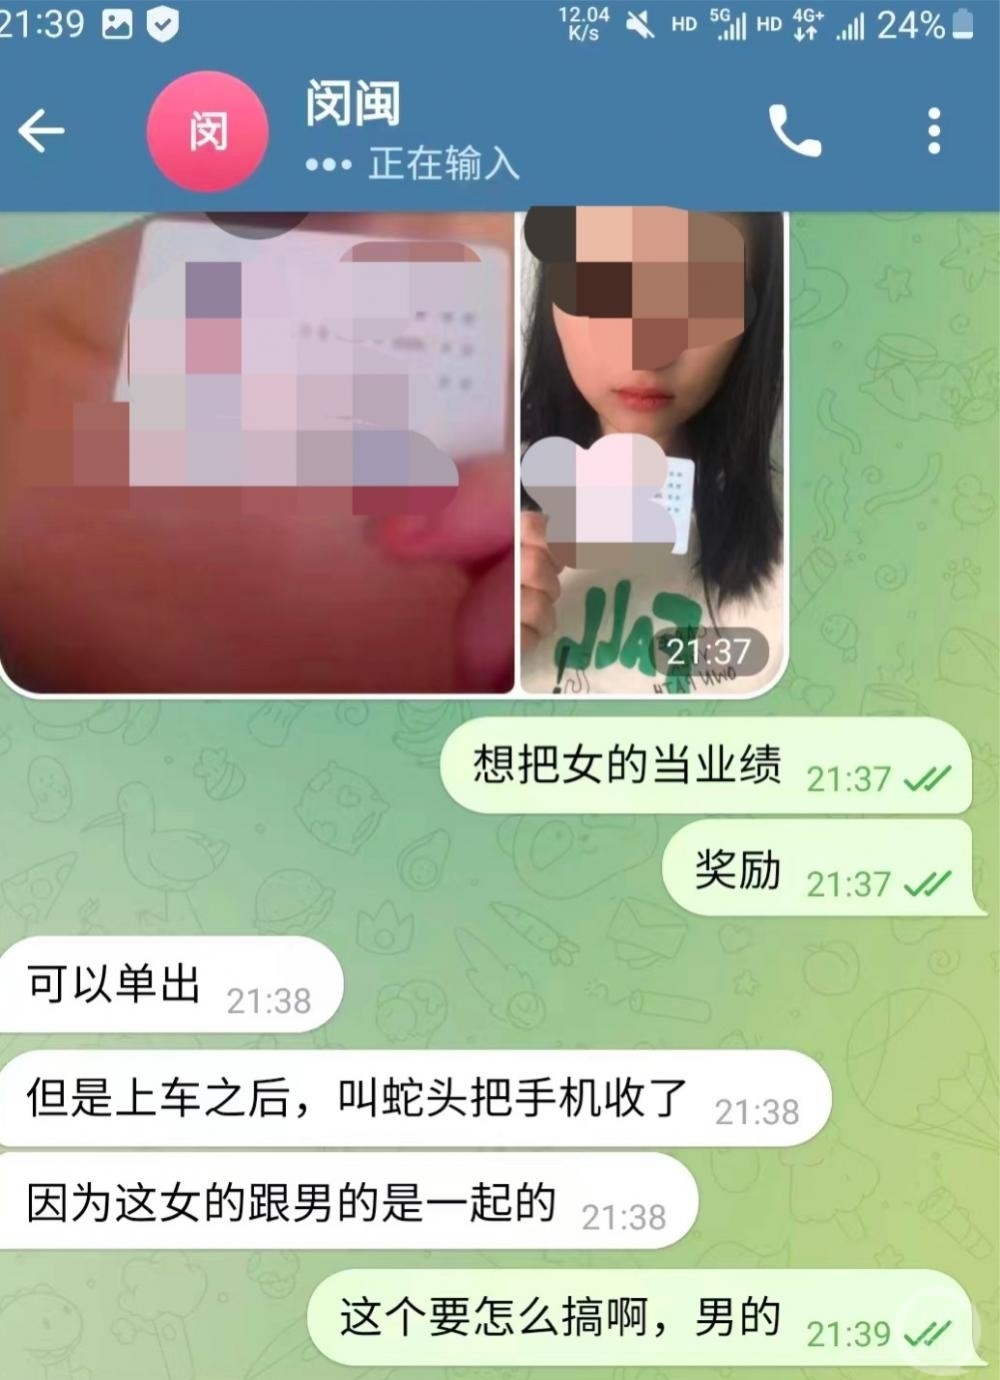 21:39
12.04
K/s
HD 5G HD 4G+ 24%
闵
闵闽
••• 正在输入
21:37
想把女的当业绩 21:37
奖励 21:37
可以单出 21:38
但是上车之后，叫蛇头把手机收了 21:38
因为这女的跟男的是一起的 21:38
这个要怎么搞啊，男的 21:39